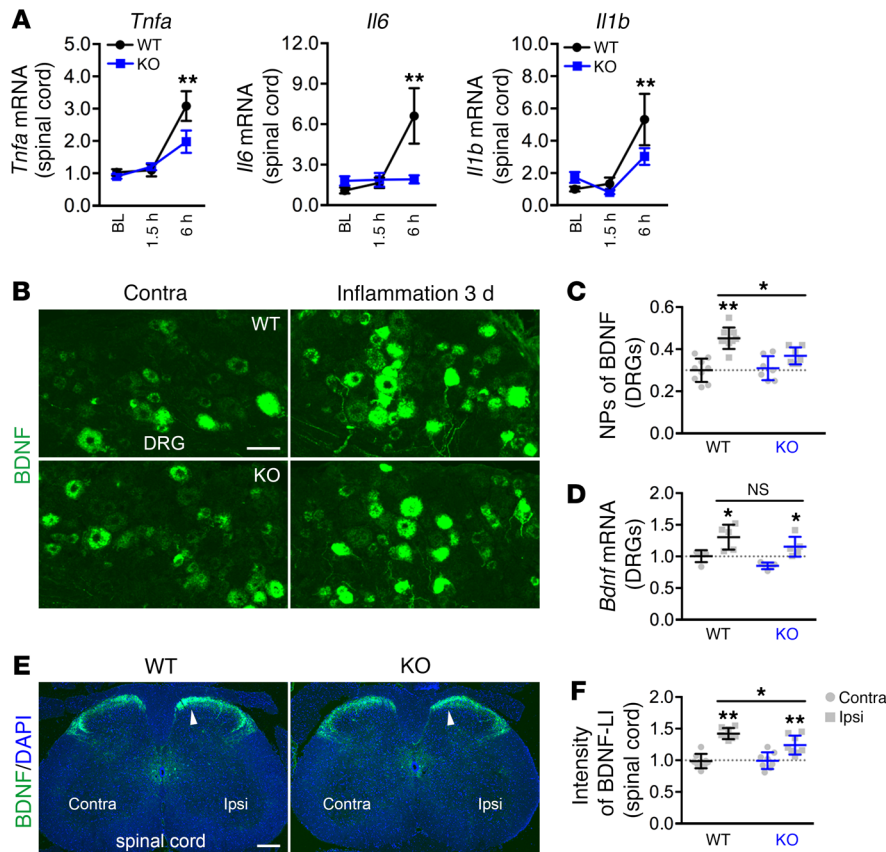 A
Tnfa
Il6
Il1b
5.0
4.0
3.0
2.0
1.0
0.0
Tnfa mRNA
(spinal cord)
WT
KO
**
BL
1.5 h
6 h
12.0
9.0
6.0
3.0
0.0
Il6 mRNA
(spinal cord)
**
BL
1.5 h
6 h
10.0
8.0
6.0
4.0
2.0
0.0
Il1b mRNA
(spinal cord)
WT
KO
**
BL
1.5 h
6 h
B
Contra
Inflammation 3 d
BDNF
WT
DRG
KO
C
NPs of BDNF
(DRGs)
0.6
0.4
0.2
0.0
**
*
WT
KO
D
Bdnf mRNA
(DRGs)
2.0
1.5
1.0
0.5
0.0
NS
*
*
WT
KO
E
WT
KO
BDNF/DAPI
Contra
Ipsi
spinal cord
Contra
Ipsi
F
Intensity
of BDNF-LI
(spinal cord)
2.0
1.5
1.0
0.5
0.0
*
**
**
WT
KO
Contra
Ipsi